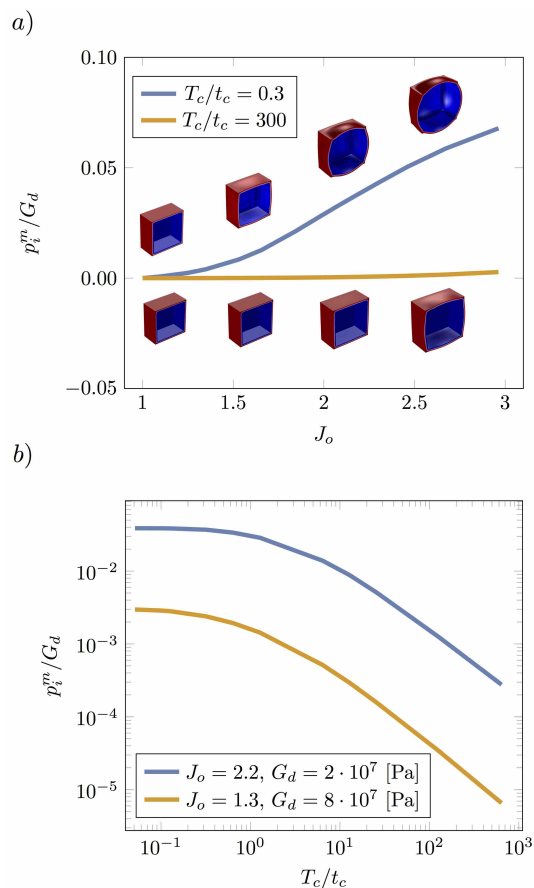 a)
0.10
T_c/t_c = 0.3
T_c/t_c = 300
0.05
p_i^m/G_d
0.00
−0.05
1 1.5 2 2.5 3
J_o
b)
10^−2
10^−3
p_i^m/G_d
10^−4
J_o = 2.2, G_d = 2 · 10^7 [Pa]
J_o = 1.3, G_d = 8 · 10^7 [Pa]
10^−5
10^−1 10^0 10^1 10^2 10^3
T_c/t_c